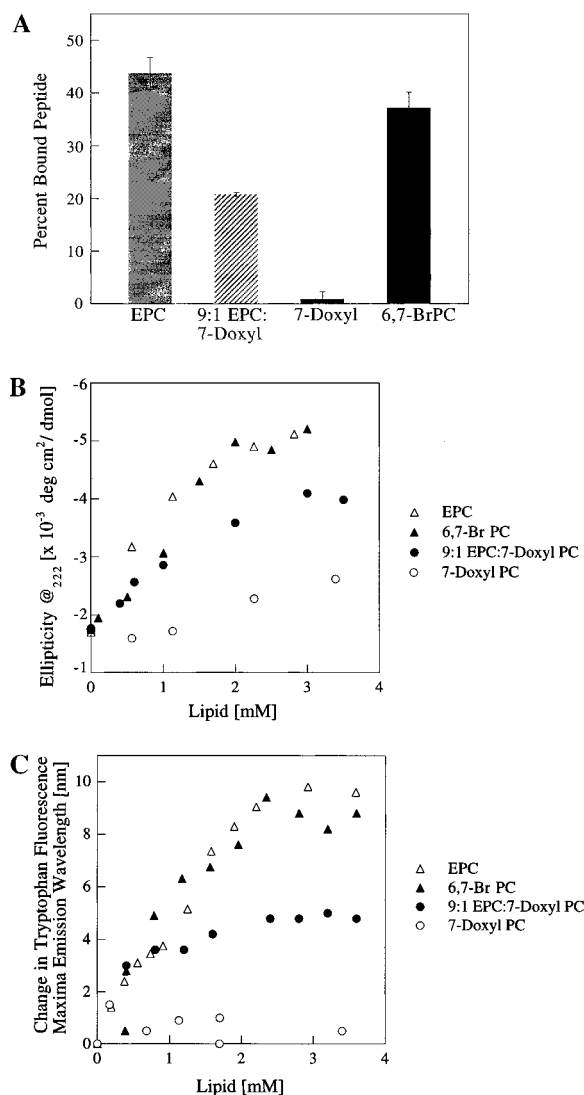 A
Percent Bound Peptide
50
40
30
20
10
0
EPC
9:1 EPC:
7-Doxyl
7-Doxyl
6,7-BrPC
B
Ellipticity @222 [x 10-3 deg cm2/ dmol]
-6
-5
-4
-3
-2
-1
0
1
2
3
4
Lipid [mM]
EPC
6,7-Br PC
9:1 EPC:7-Doxyl PC
7-Doxyl PC
C
Change in Tryptophan Fluorescence
Maxima Emission Wavelength [nm]
10
8
6
4
2
0
0
1
2
3
4
Lipid [mM]
EPC
6,7-Br PC
9:1 EPC:7-Doxyl PC
7-Doxyl PC